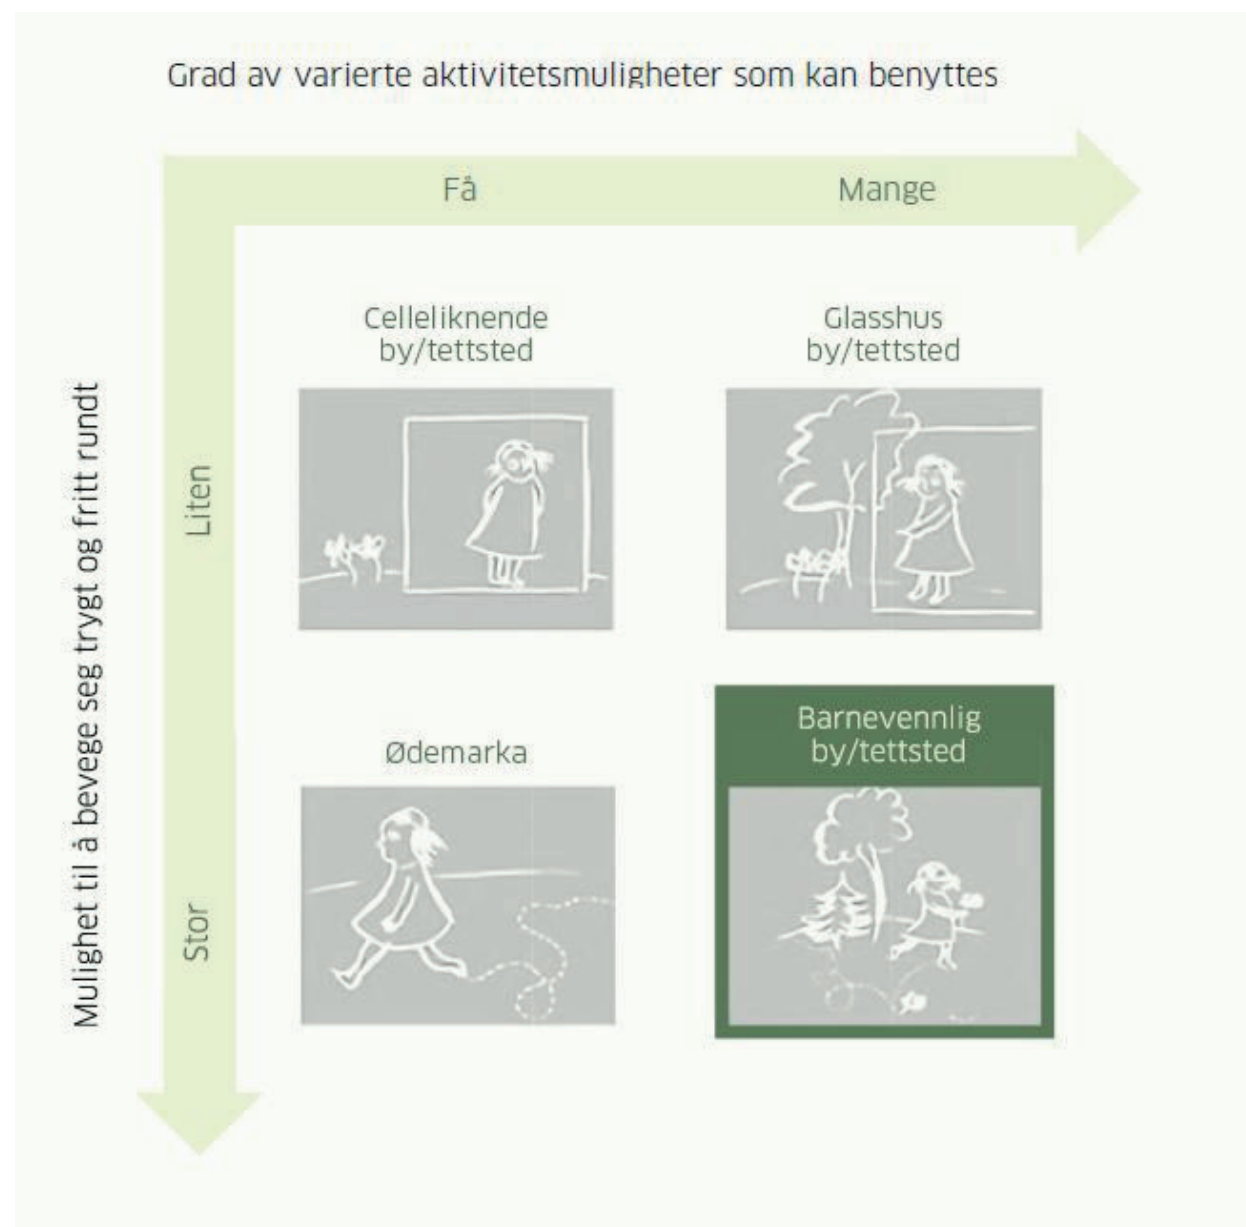 Grad av varierte aktivitetsmuligheter som kan benyttes
Få
Mange
Celleliknende
by/tettsted
Glasshus
by/tettsted
Mulighet til å bevege seg trygt og fritt rundt
Liten
Stor
Ødemarka
Barnevennlig
by/tettsted